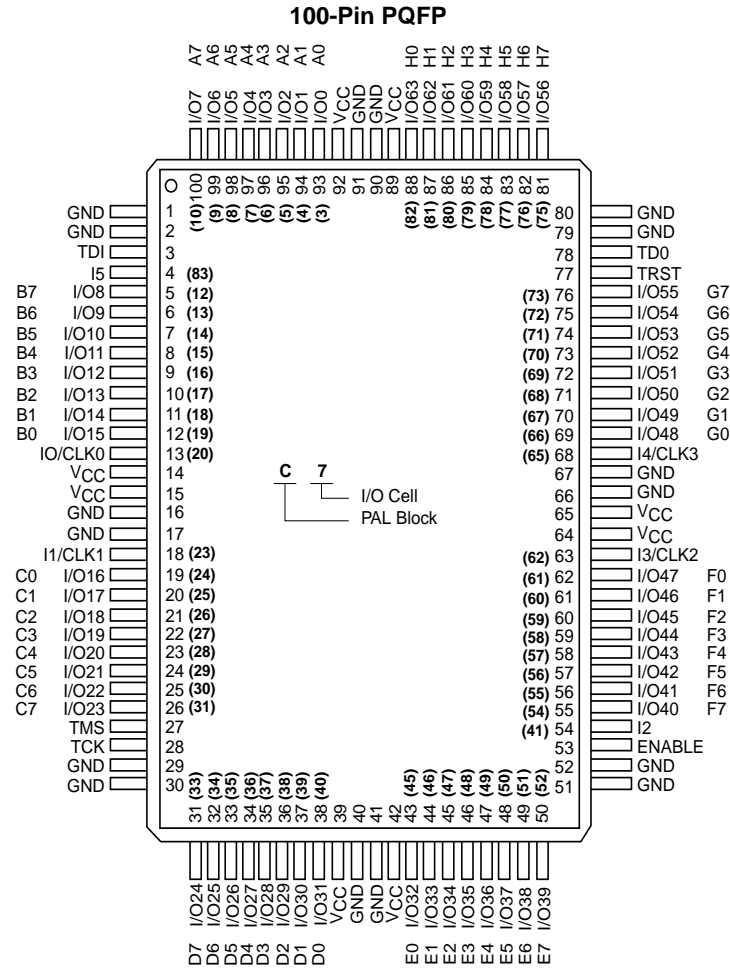 100-Pin PQFP
A7 A6 A5 A4 A3 A2 A1 A0 H0 H1 H2 H3 H4 H5 H6 H7
I/O7 I/O6 I/O5 I/O4 I/O3 I/O2 I/O1 I/O0 VCC GND GND VCC I/O63 I/O62 I/O61 I/O60 I/O59 I/O58 I/O57 I/O56
100 99 98 97 96 95 94 93 92 91 90 89 88 87 86 85 84 83 82 81
(10) (9) (8) (7) (6) (5) (4) (3) (82) (81) (80) (79) (78) (77) (76) (75)
GND 1 80 GND
GND 2 79 GND
TDI 3 78 TD0
I5 4 (83) 77 TRST
B7 I/O8 5 (12) (73) 76 I/O55 G7
B6 I/O9 6 (13) (72) 75 I/O54 G6
B5 I/O10 7 (14) (71) 74 I/O53 G5
B4 I/O11 8 (15) (70) 73 I/O52 G4
B3 I/O12 9 (16) (69) 72 I/O51 G3
B2 I/O13 10 (17) (68) 71 I/O50 G2
B1 I/O14 11 (18) (67) 70 I/O49 G1
B0 I/O15 12 (19) (66) 69 I/O48 G0
IO/CLK0 13 (20) (65) 68 I4/CLK3
VCC 14 C 7 67 GND
VCC 15 I/O Cell 66 GND
GND 16 PAL Block 65 VCC
GND 17 64 VCC
I1/CLK1 18 (23) (62) 63 I3/CLK2
C0 I/O16 19 (24) (61) 62 I/O47 F0
C1 I/O17 20 (25) (60) 61 I/O46 F1
C2 I/O18 21 (26) (59) 60 I/O45 F2
C3 I/O19 22 (27) (58) 59 I/O44 F3
C4 I/O20 23 (28) (57) 58 I/O43 F4
C5 I/O21 24 (29) (56) 57 I/O42 F5
C6 I/O22 25 (30) (55) 56 I/O41 F6
C7 I/O23 26 (31) (54) 55 I/O40 F7
TMS 27 (41) 54 I2
TCK 28 53 ENABLE
GND 29 52 GND
GND 30 51 GND
(33) (34) (35) (36) (37) (38) (39) (40) (45) (46) (47) (48) (49) (50) (51) (52)
31 32 33 34 35 36 37 38 39 40 41 42 43 44 45 46 47 48 49 50
I/O24 I/O25 I/O26 I/O27 I/O28 I/O29 I/O30 I/O31 VCC GND GND VCC I/O32 I/O33 I/O34 I/O35 I/O36 I/O37 I/O38 I/O39
D7 D6 D5 D4 D3 D2 D1 D0 E0 E1 E2 E3 E4 E5 E6 E7